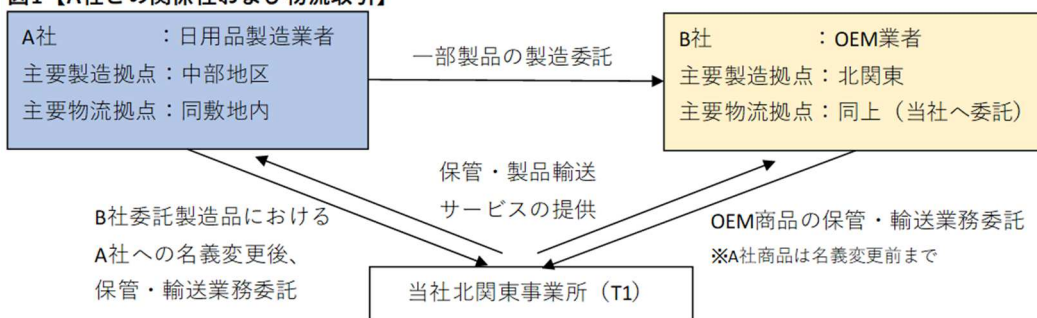 図1【A社との関係性および物流取引】
A社　　　：日用品製造業者
主要製造拠点：中部地区
主要物流拠点：同敷地内
一部製品の製造委託
B社　　　：OEM業者
主要製造拠点：北関東
主要物流拠点：同上（当社へ委託）
保管・製品輸送
サービスの提供
B社委託製造品における
A社への名義変更後、
保管・輸送業務委託
OEM商品の保管・輸送業務委託
※A社商品は名義変更前まで
当社北関東事業所（T1）